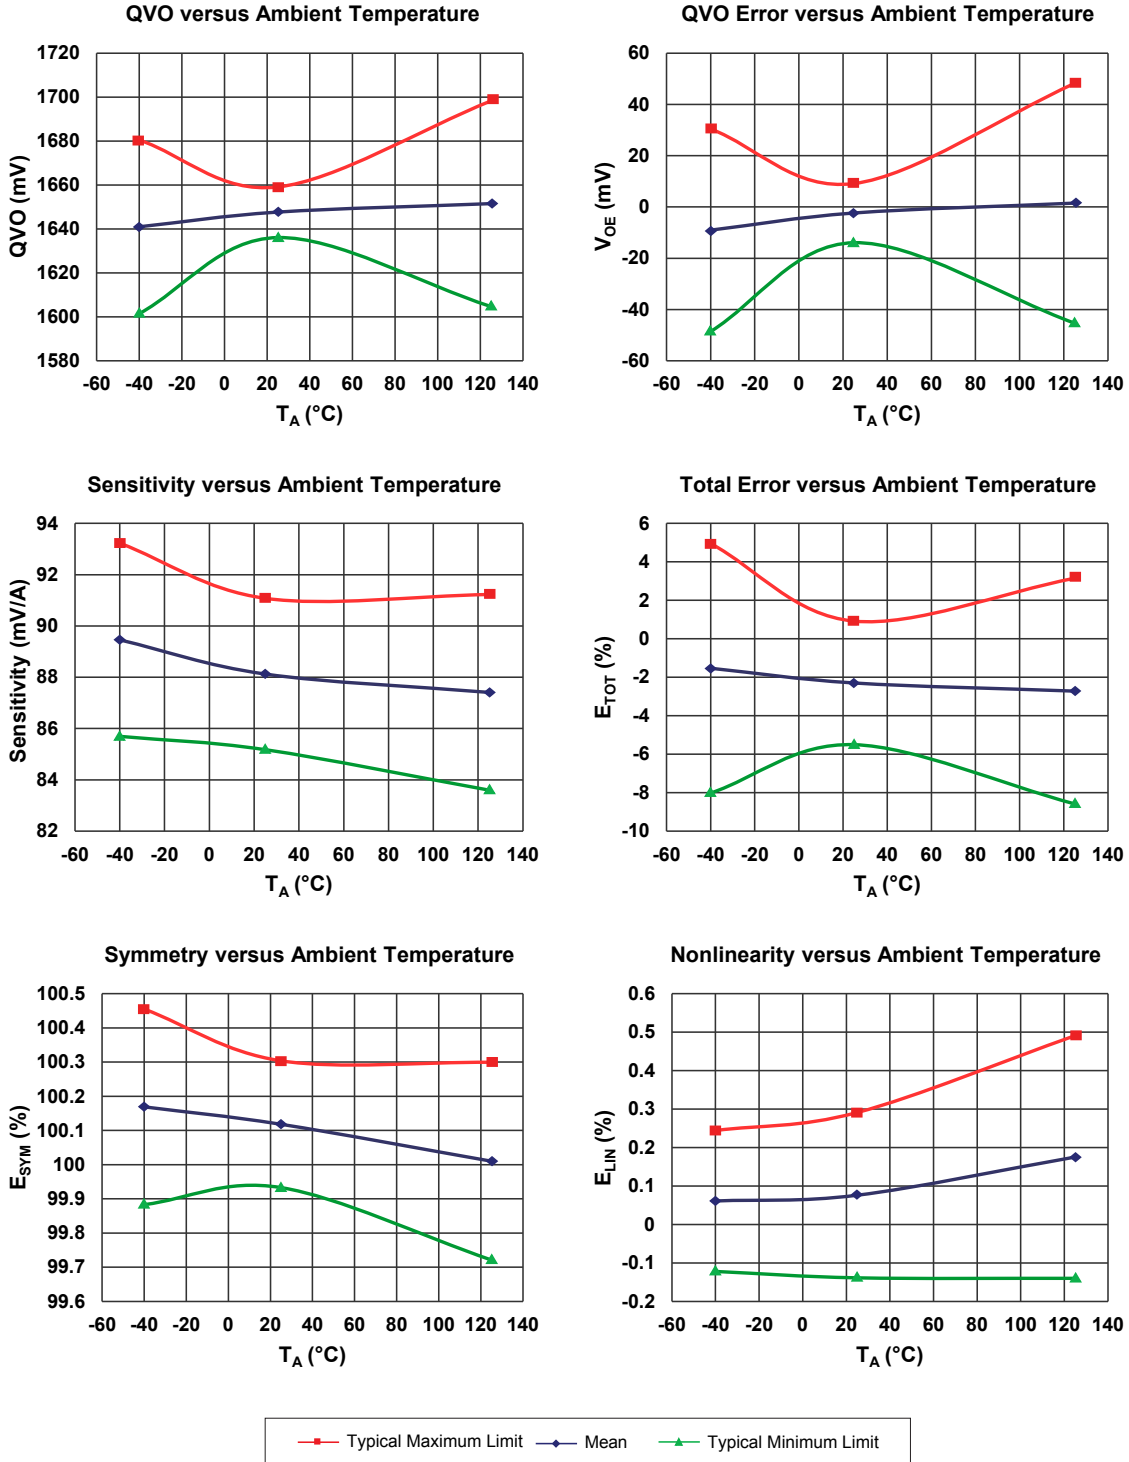 QVO versus Ambient Temperature
1720
1700
1680
1660
1640
1620
1600
1580
QVO (mV)
-60 -40 -20 0 20 40 60 80 100 120 140
TA (°C)
QVO Error versus Ambient Temperature
60
40
20
0
-20
-40
-60
VOE (mV)
-60 -40 -20 0 20 40 60 80 100 120 140
TA (°C)
Sensitivity versus Ambient Temperature
94
92
90
88
86
84
82
Sensitivity (mV/A)
-60 -40 -20 0 20 40 60 80 100 120 140
TA (°C)
Total Error versus Ambient Temperature
6
4
2
0
-2
-4
-6
-8
-10
ETOT (%)
-60 -40 -20 0 20 40 60 80 100 120 140
TA (°C)
Symmetry versus Ambient Temperature
100.5
100.4
100.3
100.2
100.1
100
99.9
99.8
99.7
99.6
ESYM (%)
-60 -40 -20 0 20 40 60 80 100 120 140
TA (°C)
Nonlinearity versus Ambient Temperature
0.6
0.5
0.4
0.3
0.2
0.1
0
-0.1
-0.2
ELIN (%)
-60 -40 -20 0 20 40 60 80 100 120 140
TA (°C)
Typical Maximum Limit Mean Typical Minimum Limit